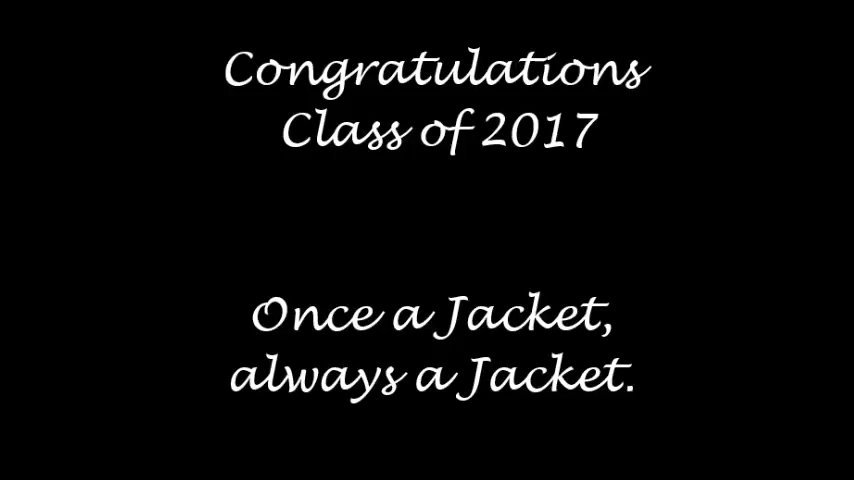 Congratulations
Class of 2017
Once a Jacket,
always a Jacket.